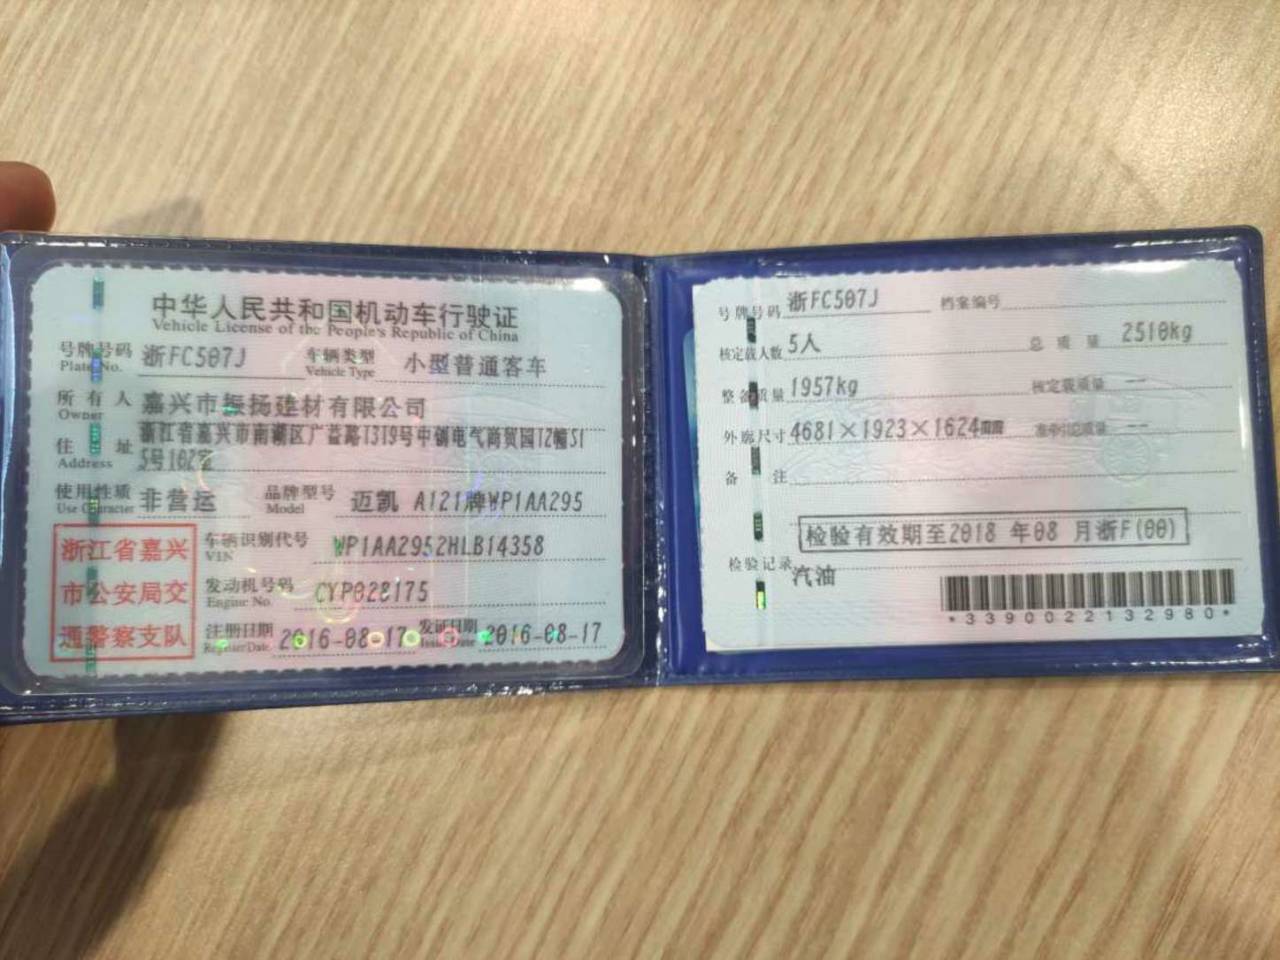 中华人民共和国机动车行驶证
Vehicle License of the People's Republic of China
号牌号码 浙FC507J 车辆类型 小型普通客车
Plate No. Vehicle Type
所有人 嘉兴市振扬建材有限公司
Owner
住址 浙江省嘉兴市南湖区广益路1319号中创电气商贸园12幢S1
Address 5号102室
使用性质 非营运 品牌型号 迈凯 A121牌WP1AA295
Use Character Model
浙江省嘉兴
市公安局交
通警察支队
车辆识别代号 WP1AA2952HLB14358
VIN
发动机号码 CYP028175
Engine No.
注册日期 2016-08-17 发证日期 2016-08-17
Register Date Issue Date
号牌号码 浙FC507J 档案编号
核定载人数 5人 总质量 2510kg
整备质量 1957kg 核定载质量 --
外廓尺寸 4681×1923×1624 准牵引总质量 --
备注
检验有效期至2018 年08 月浙F(00)
检验记录
汽油
*3390022132980*